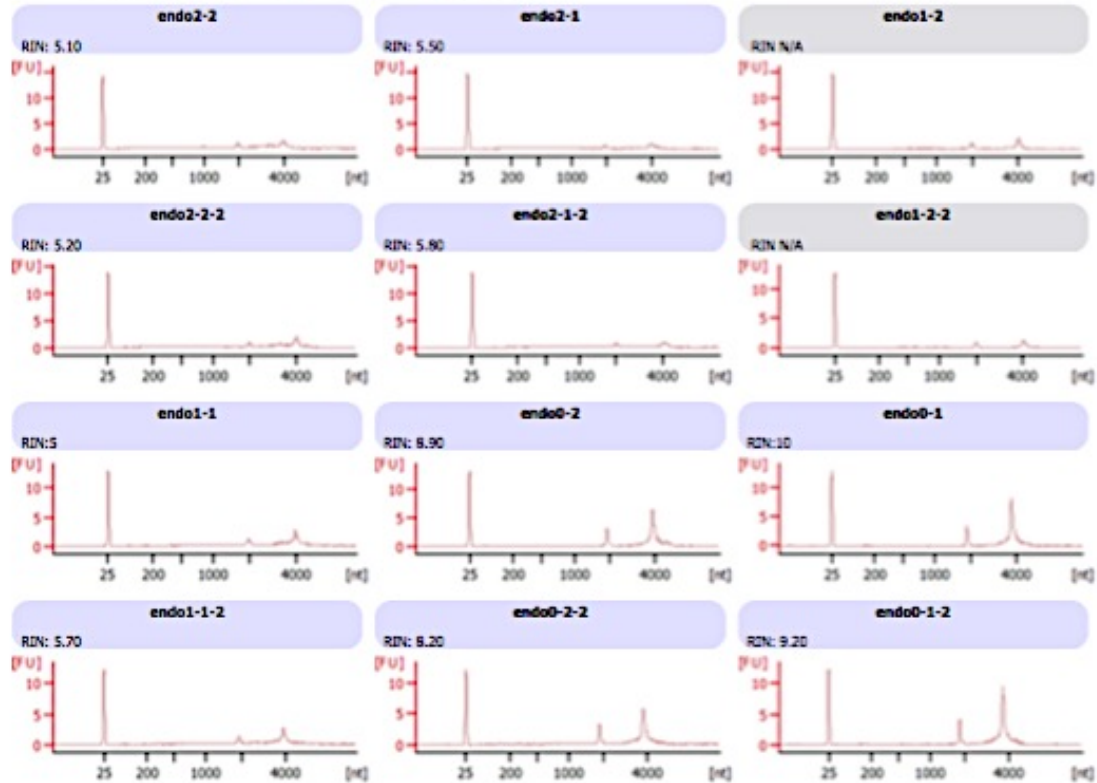 endo2-2 endo2-1 endo1-2
RIN: 5.10 RIN: 5.50 RIN N/A
[FU] [FU] [FU]
10 10 10
5 5 5
0 0 0
25 200 1000 4000 [nt] 25 200 1000 4000 [nt] 25 200 1000 4000 [nt]
endo2-2-2 endo2-1-2 endo1-2-2
RIN: 5.20 RIN: 5.80 RIN N/A
[FU] [FU] [FU]
10 10 10
5 5 5
0 0 0
25 200 1000 4000 [nt] 25 200 1000 4000 [nt] 25 200 1000 4000 [nt]
endo1-1 endo0-2 endo0-1
RIN:5 RIN: 8.90 RIN:10
[FU] [FU] [FU]
10 10 10
5 5 5
0 0 0
25 200 1000 4000 [nt] 25 200 1000 4000 [nt] 25 200 1000 4000 [nt]
endo1-1-2 endo0-2-2 endo0-1-2
RIN: 5.70 RIN: 8.20 RIN: 9.20
[FU] [FU] [FU]
10 10 10
5 5 5
0 0 0
25 200 1000 4000 [nt] 25 200 1000 4000 [nt] 25 200 1000 4000 [nt]